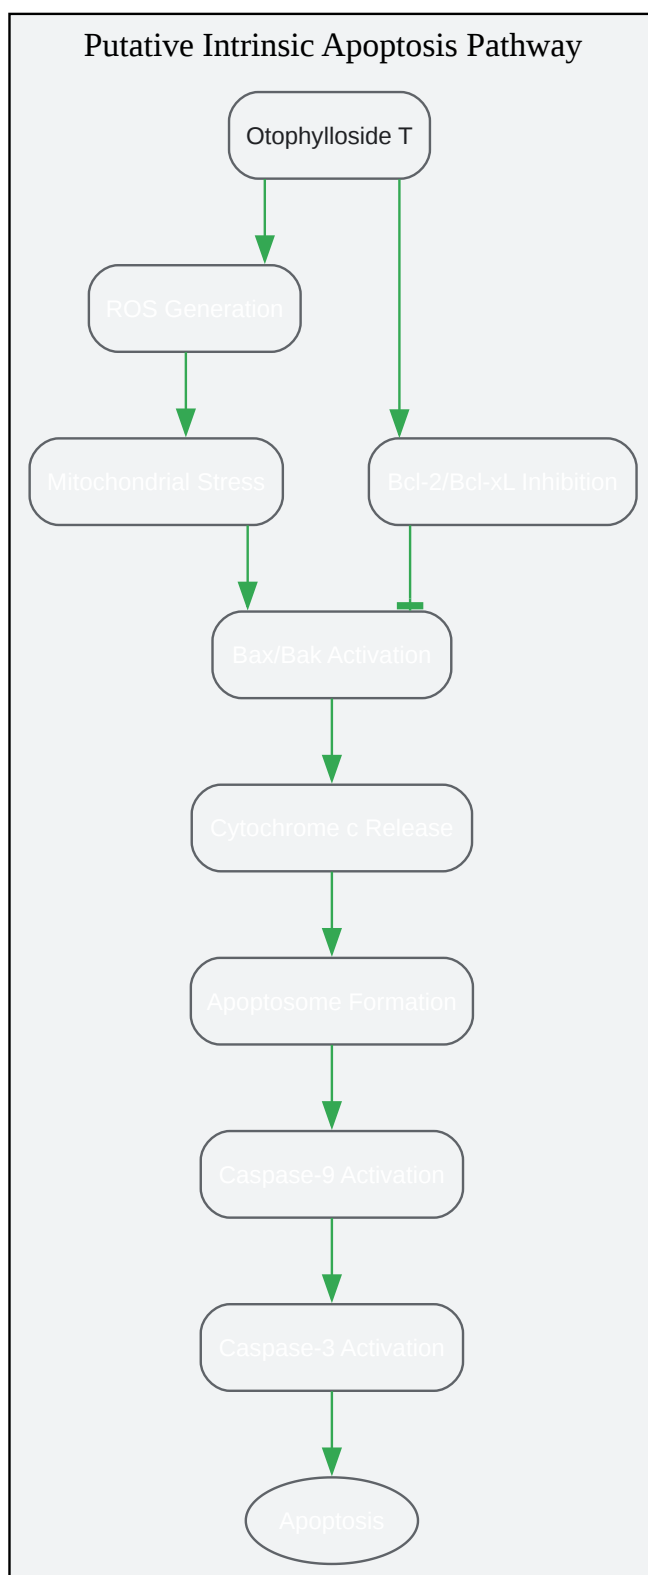 Putative Intrinsic Apoptosis Pathway
Otophylloside T
ROS Generation
Mitochondrial Stress
Bcl-2/Bcl-xL Inhibition
Bax/Bak Activation
Cytochrome c Release
Apoptosome Formation
Caspase-9 Activation
Caspase-3 Activation
Apoptosis